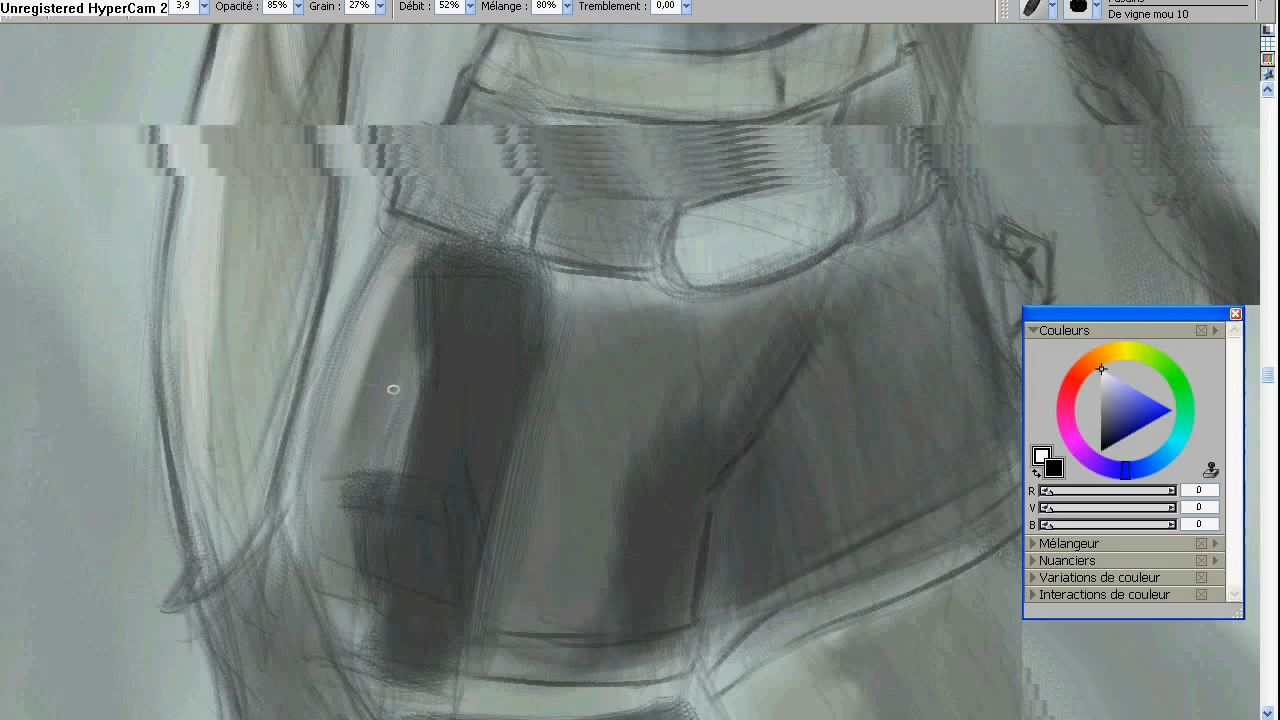 Unregistered HyperCam 2
3,9 Opacité : 85% Grain : 27% Débit : 52% Mélange : 80% Tremblement : 0,00
De vigne mou 10
Couleurs
R 0
V 0
B 0
Mélangeur
Nuanciers
Variations de couleur
Interactions de couleur